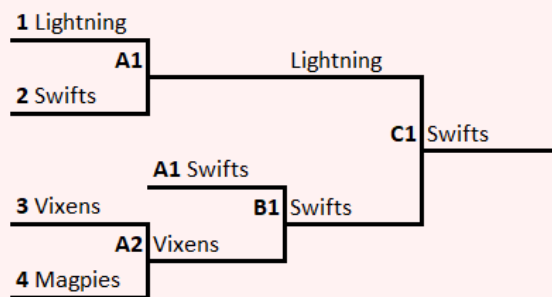 1 Lightning
A1
Lightning
2 Swifts
C1 Swifts
A1 Swifts
3 Vixens
B1 Swifts
A2 Vixens
4 Magpies